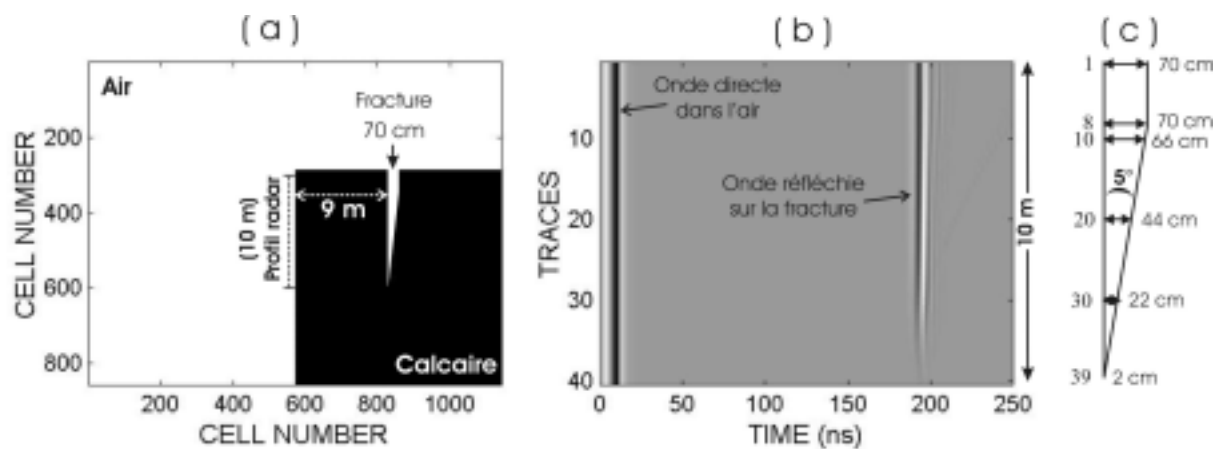 ( a )
Air
Fracture
70 cm
9 m
(10 m)
Profil radar
Calcaire
CELL NUMBER
200
400
600
800
200
400
600
800
1000
CELL NUMBER
( b )
Onde directe
dans l'air
Onde réfléchie
sur la fracture
TRACES
10
20
30
40
0
50
100
150
200
250
TIME (ns)
10 m
( c )
1 70 cm
8 70 cm
10 66 cm
5°
20 44 cm
30 22 cm
39 2 cm